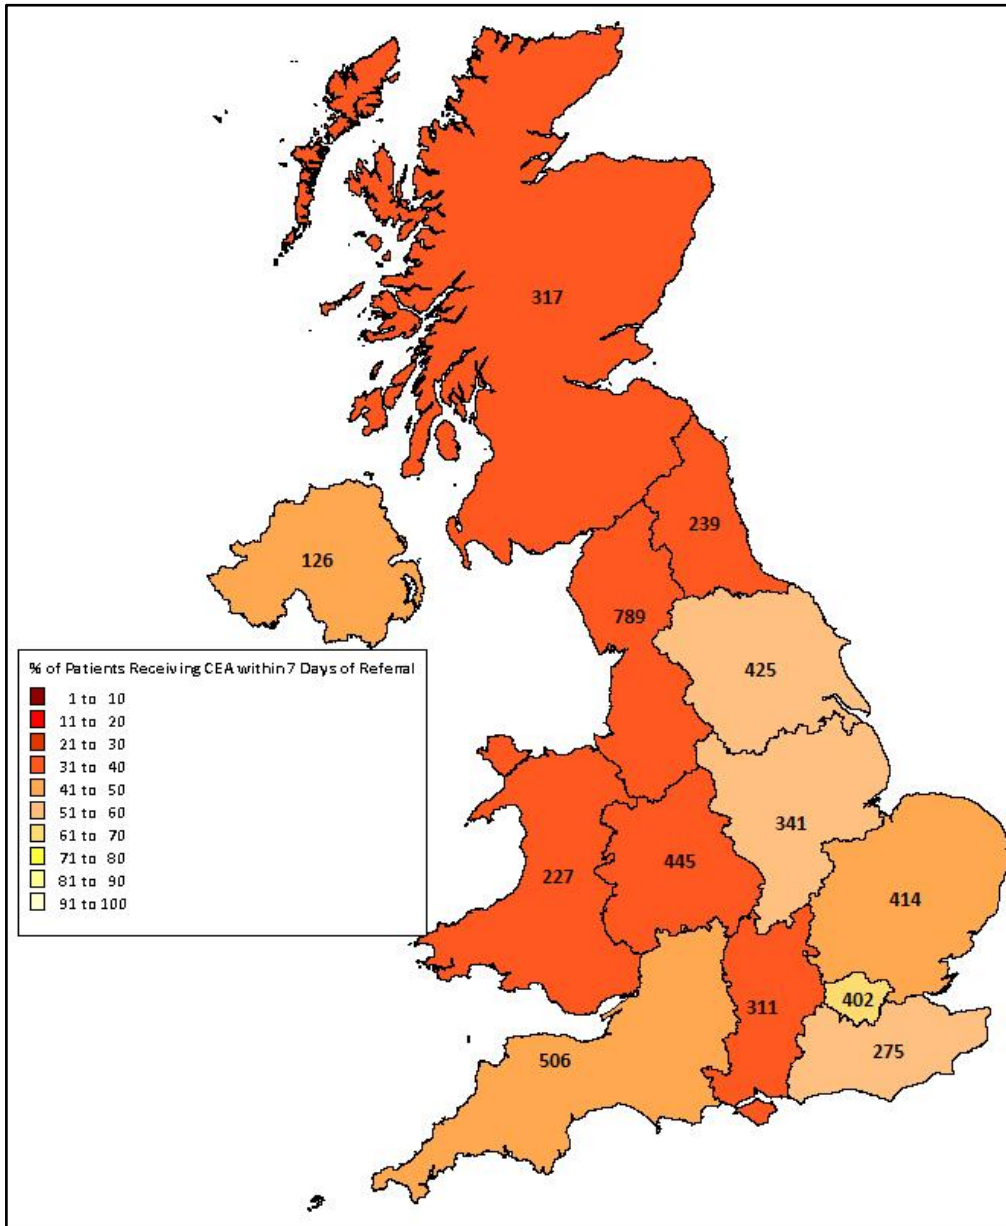 317
239
126
789
425
% of Patients Receiving CEA within 7 Days of Referral
1 to 10
11 to 20
21 to 30
31 to 40
41 to 50
51 to 60
61 to 70
71 to 80
81 to 90
91 to 100
341
445
227
414
402
311
275
506